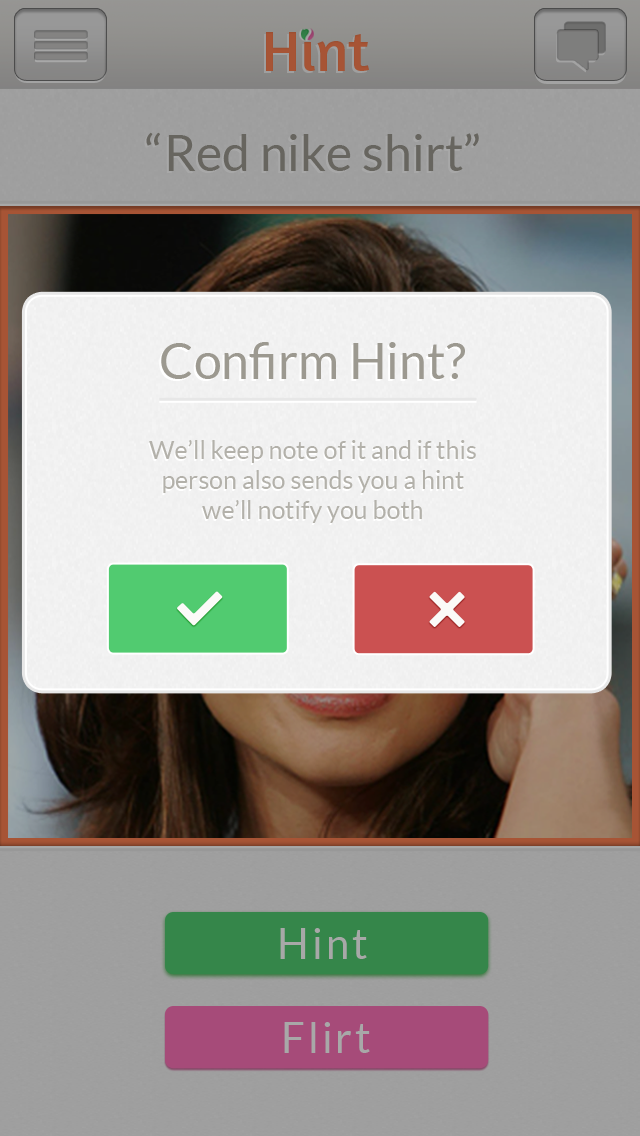 Hint
“Red nike shirt”
Confirm Hint?
We’ll keep note of it and if this
person also sends you a hint
we’ll notify you both
Hint
Flirt